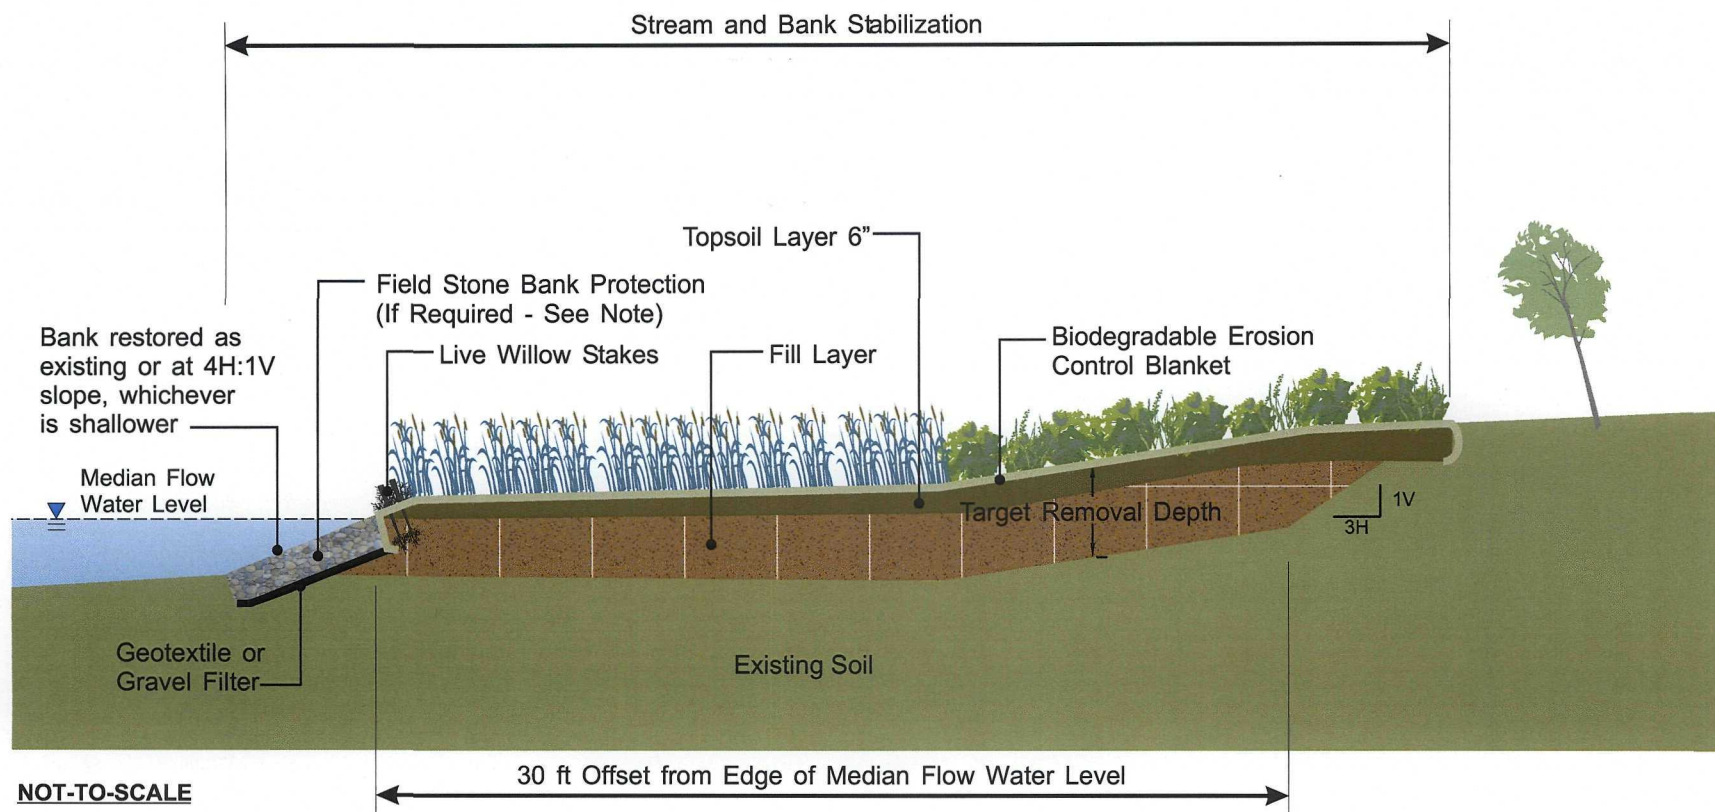 Stream and Bank Stabilization
Topsoil Layer 6”
Field Stone Bank Protection
(If Required - See Note)
Bank restored as
existing or at 4H:1V
slope, whichever
is shallower
Live Willow Stakes
Fill Layer
Biodegradable Erosion
Control Blanket
Median Flow
Water Level
Target Removal Depth
1V
3H
Geotextile or
Gravel Filter
Existing Soil
30 ft Offset from Edge of Median Flow Water Level
NOT-TO-SCALE